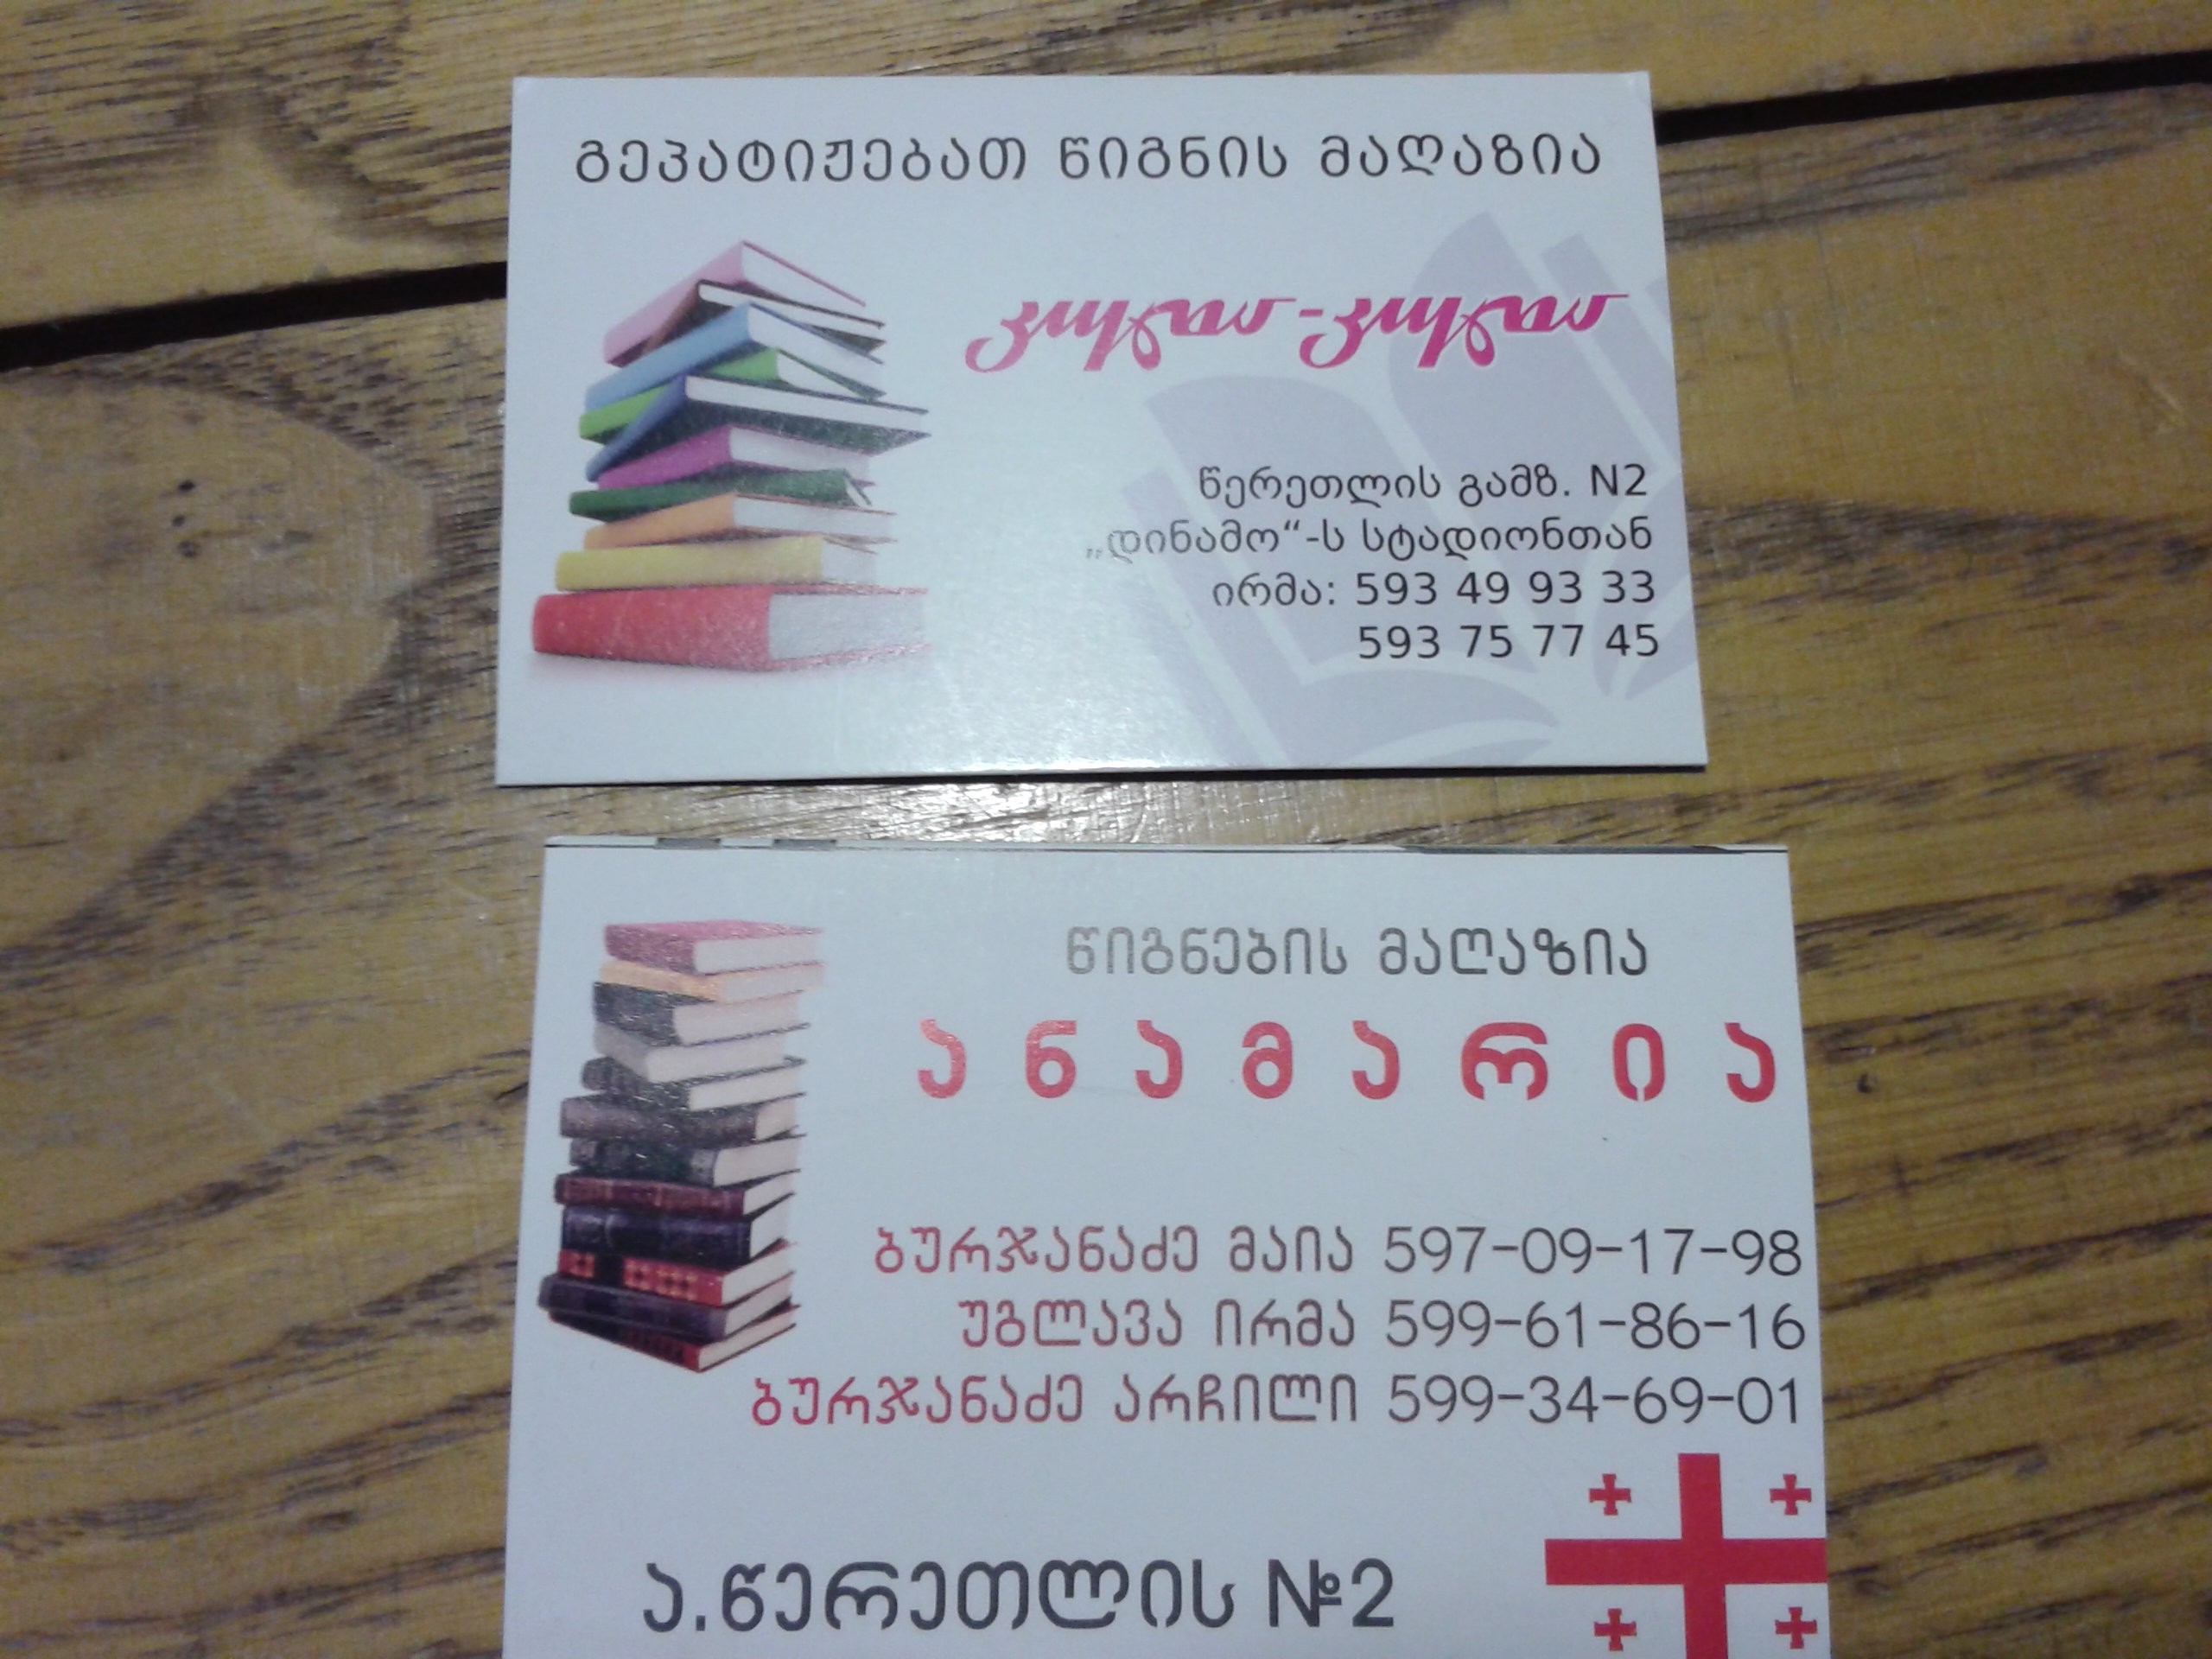 გეპატიჟებათ წიგნის მაღაზია
წერეთლის გამზ. N2
„დინამო“-ს სტადიონთან
ირმა: 593 49 93 33
593 75 77 45
წიგნების მაღაზია
ანამარია
ბურჯანაძე მაია 597-09-17-98
უგლავა ირმა 599-61-86-16
ბურჯანაძე არჩილი 599-34-69-01
ა.წერეთლის №2